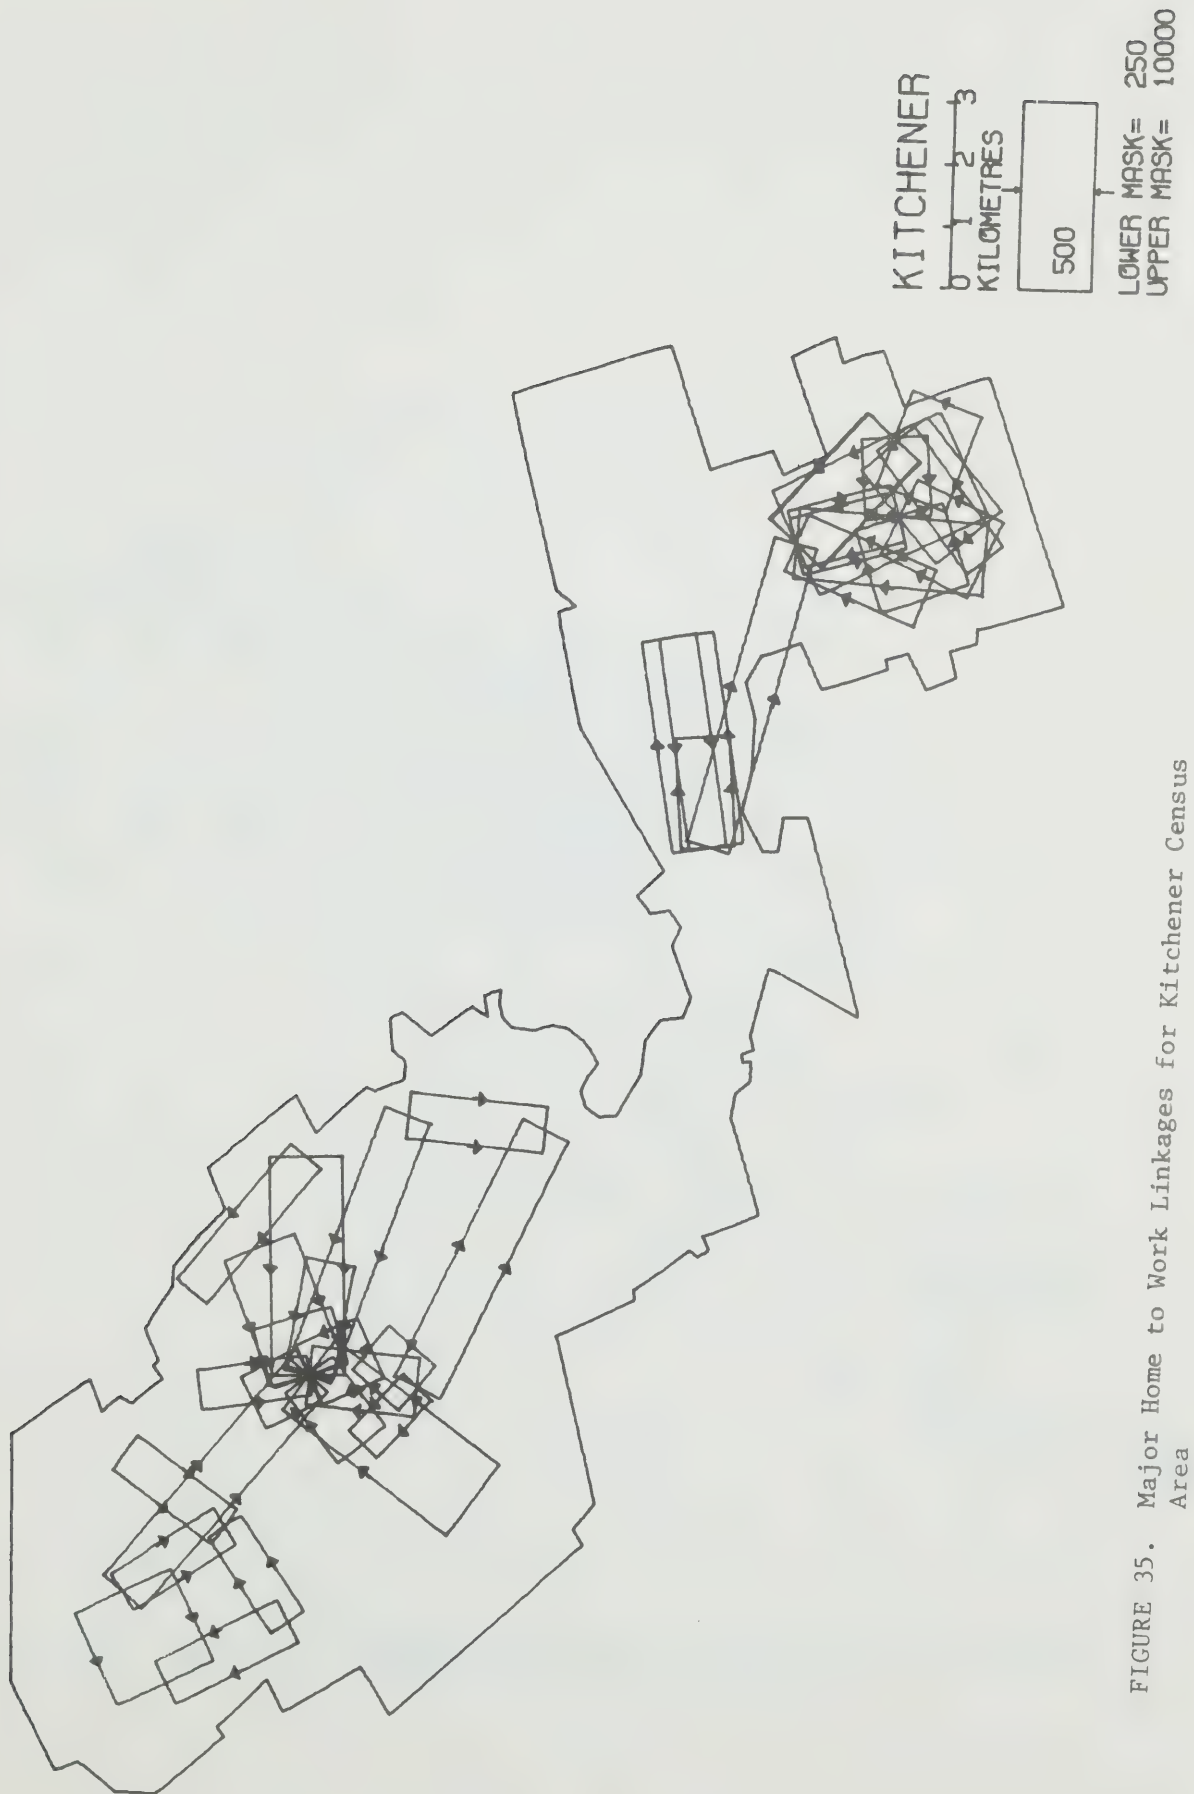 KITCHENER
0 1 2 3
KILOMETRES
500
LOWER MASK= 250
UPPER MASK= 10000
FIGURE 35. Major Home to Work Linkages for Kitchener Census
Area